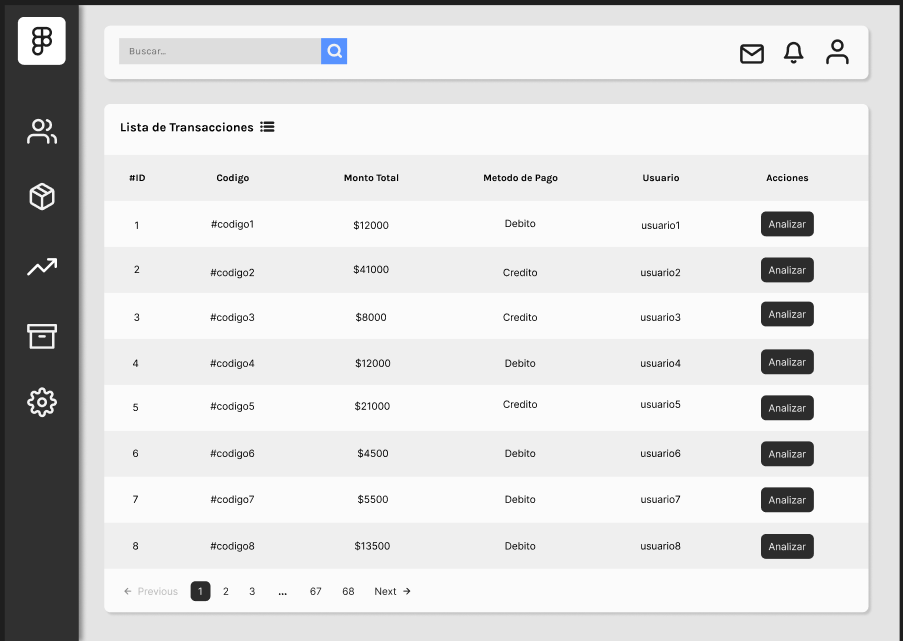 Buscar...
Lista de Transacciones
#ID Codigo Monto Total Metodo de Pago Usuario Acciones
1 #codigo1 $12000 Debito usuario1 Analizar
2 #codigo2 $41000 Credito usuario2 Analizar
3 #codigo3 $8000 Credito usuario3 Analizar
4 #codigo4 $12000 Debito usuario4 Analizar
5 #codigo5 $21000 Credito usuario5 Analizar
6 #codigo6 $4500 Debito usuario6 Analizar
7 #codigo7 $5500 Debito usuario7 Analizar
8 #codigo8 $13500 Debito usuario8 Analizar
← Previous 1 2 3 ... 67 68 Next →